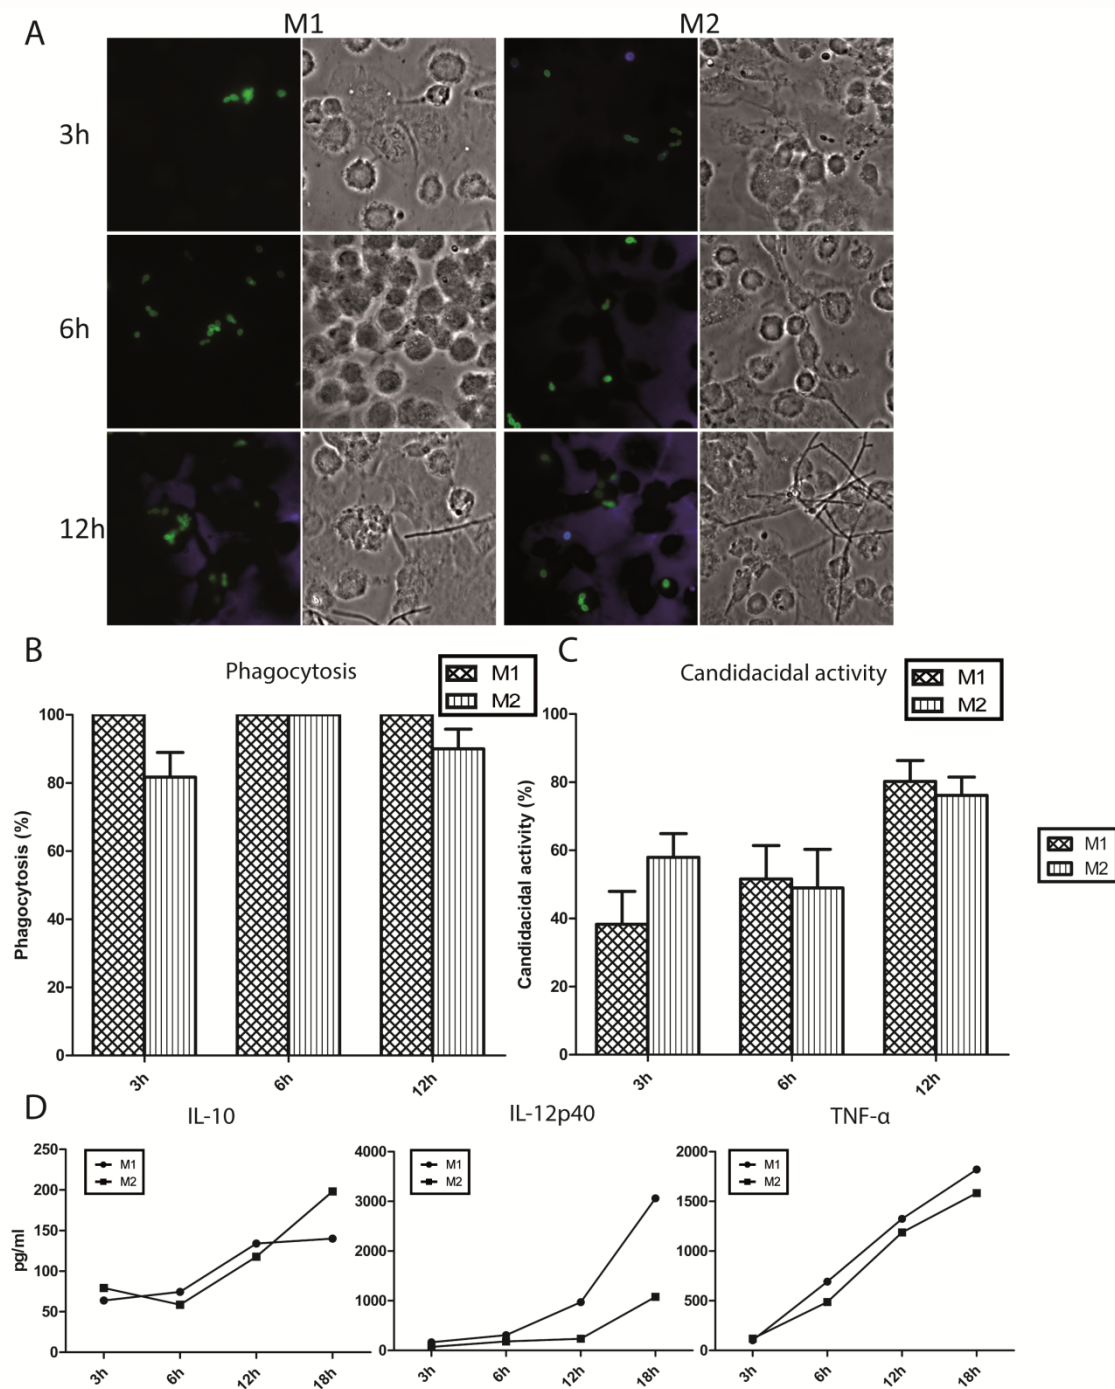 A
M1
M2
3h
6h
12h
B
Phagocytosis
M1
M2
Phagocytosis (%)
100
80
60
40
20
0
3h
6h
12h
C
Candidacidal activity
M1
M2
Candidacidal activity (%)
100
80
60
40
20
0
3h
6h
12h
M1
M2
D
IL-10
M1
M2
pg/ml
250
200
150
100
50
0
3h
6h
12h
18h
IL-12p40
M1
M2
4000
3000
2000
1000
0
3h
6h
12h
18h
TNF-α
M1
M2
2000
1500
1000
500
0
3h
6h
12h
18h